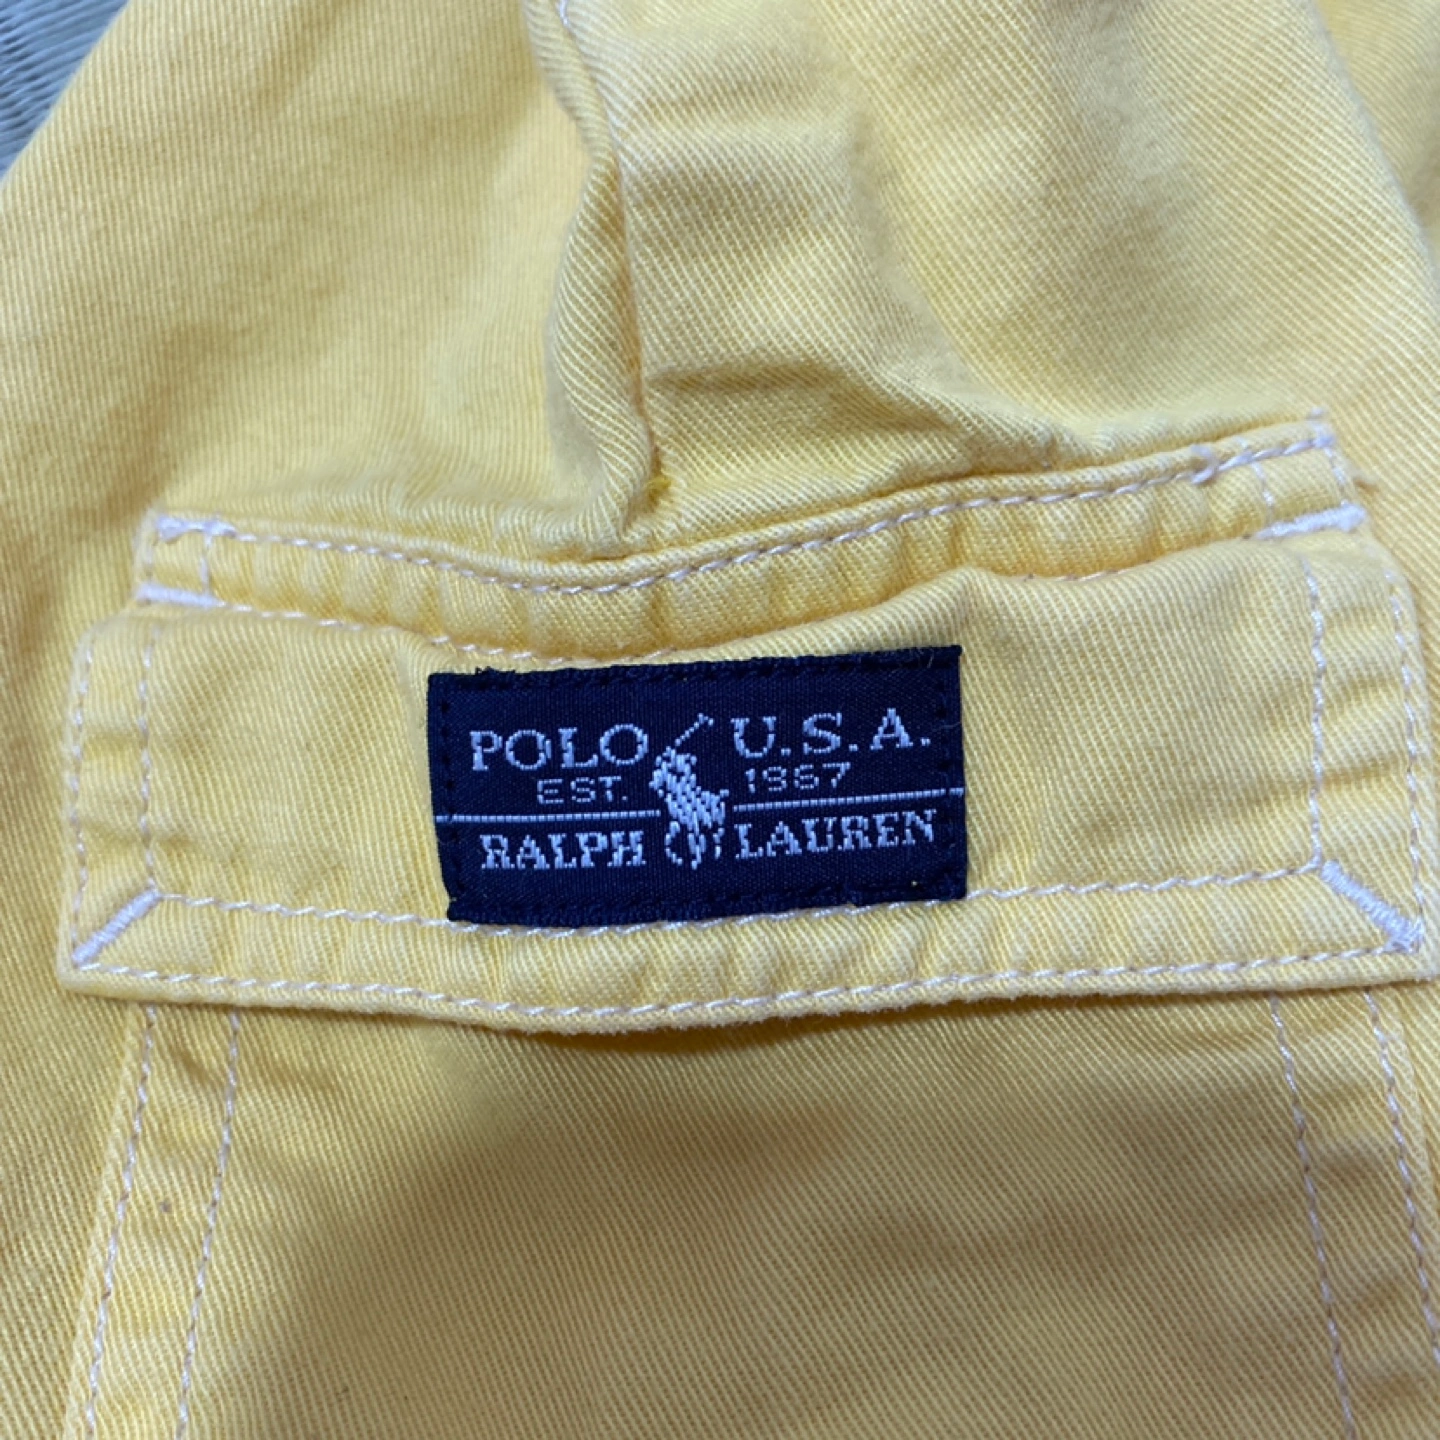 POLO U.S.A.
EST. 1967
RALPH LAUREN